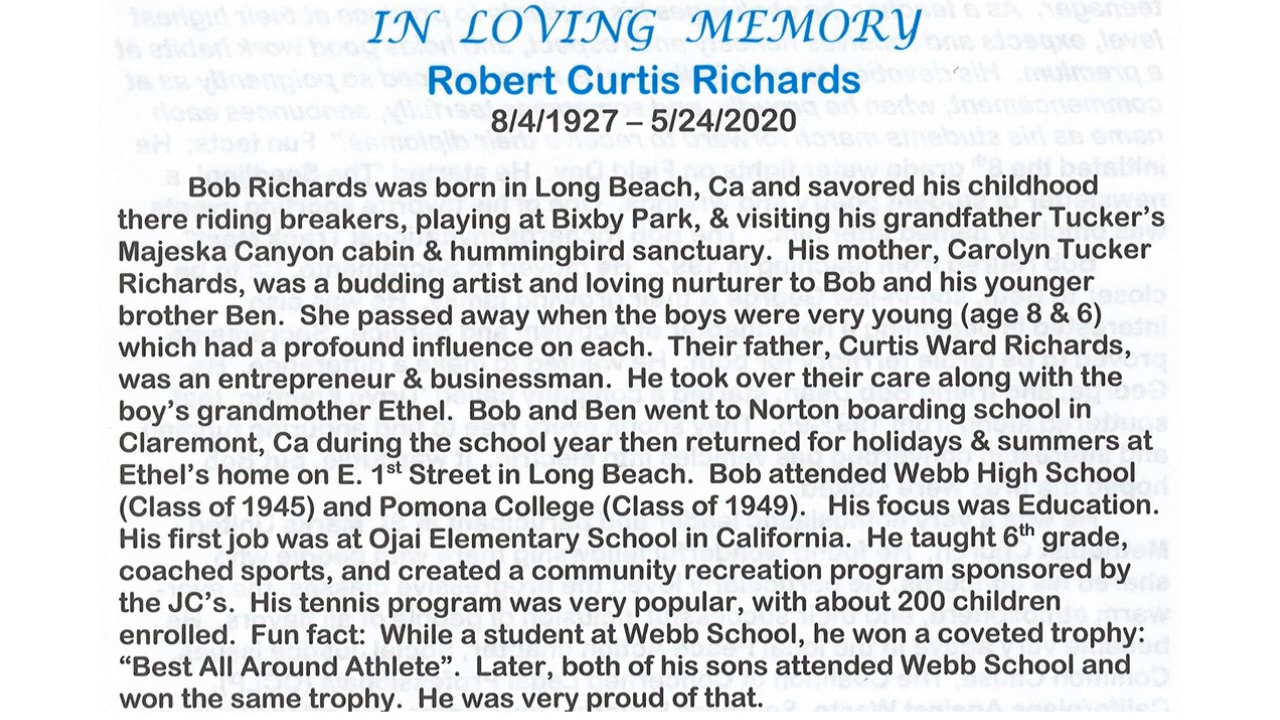 IN LOVING MEMORY
Robert Curtis Richards
8/4/1927 – 5/24/2020
Bob Richards was born in Long Beach, Ca and savored his childhood
there riding breakers, playing at Bixby Park, & visiting his grandfather Tucker's
Majeska Canyon cabin & hummingbird sanctuary. His mother, Carolyn Tucker
Richards, was a budding artist and loving nurturer to Bob and his younger
brother Ben. She passed away when the boys were very young (age 8 & 6)
which had a profound influence on each. Their father, Curtis Ward Richards,
was an entrepreneur & businessman. He took over their care along with the
boy's grandmother Ethel. Bob and Ben went to Norton boarding school in
Claremont, Ca during the school year then returned for holidays & summers at
Ethel's home on E. 1st Street in Long Beach. Bob attended Webb High School
(Class of 1945) and Pomona College (Class of 1949). His focus was Education.
His first job was at Ojai Elementary School in California. He taught 6th grade,
coached sports, and created a community recreation program sponsored by
the JC's. His tennis program was very popular, with about 200 children
enrolled. Fun fact: While a student at Webb School, he won a coveted trophy:
“Best All Around Athlete”. Later, both of his sons attended Webb School and
won the same trophy. He was very proud of that.